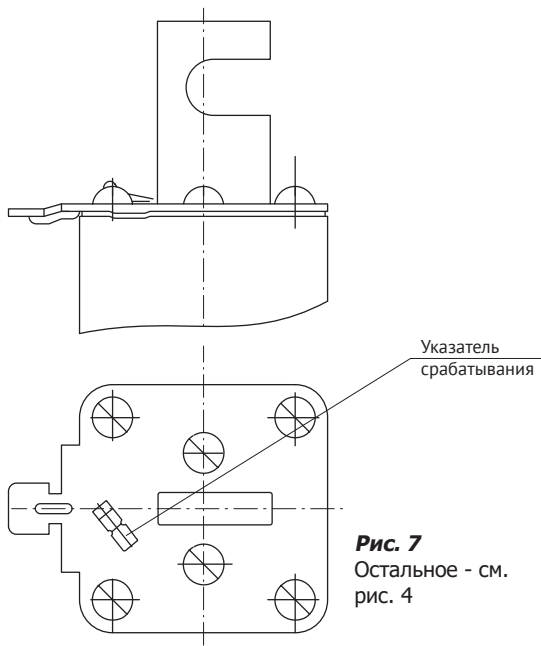 Указатель
срабатывания
Рис. 7
Остальное - см.
рис. 4